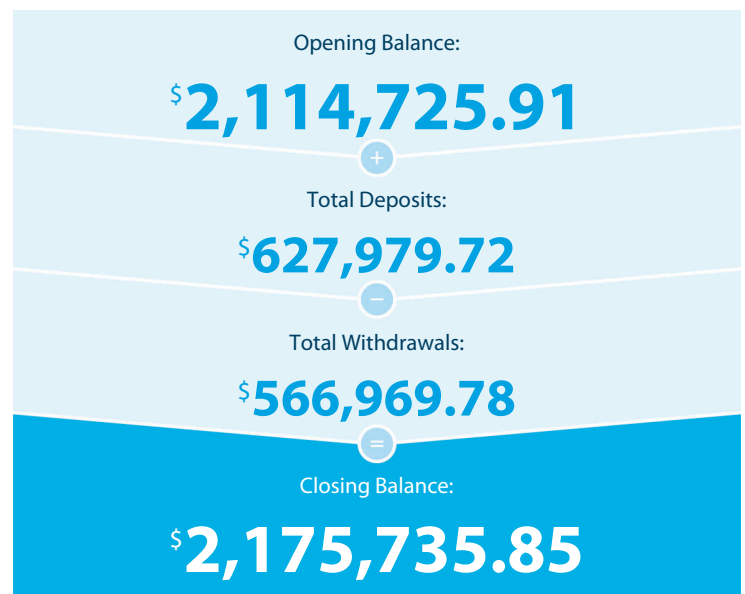 Opening Balance:
$2,114,725.91
+
Total Deposits:
$627,979.72
−
Total Withdrawals:
$566,969.78
=
Closing Balance:
$2,175,735.85